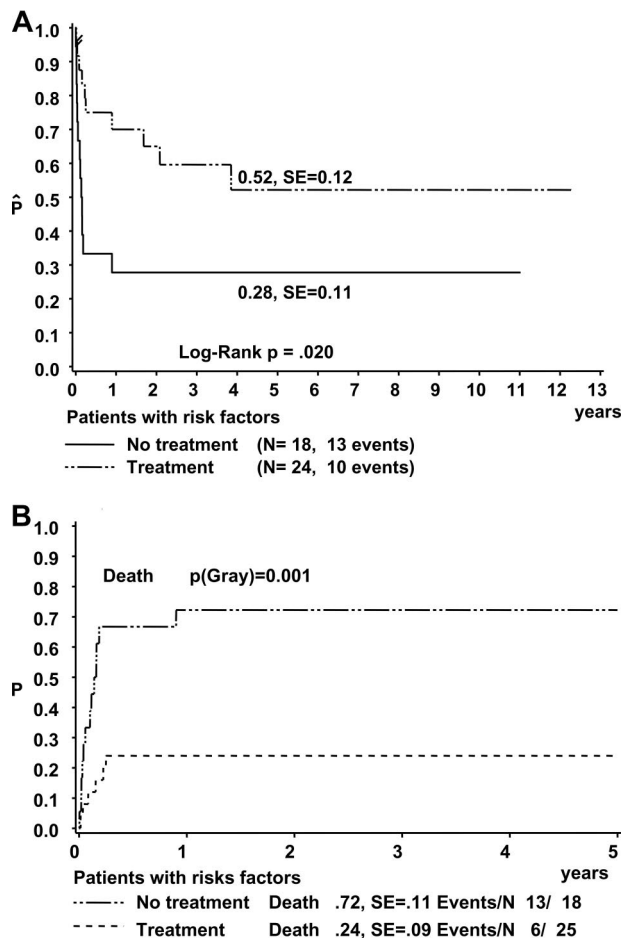 A
1.0
0.9
0.8
0.7
0.6
0.5
0.4
0.3
0.2
0.1
0.0
P̂
0.52, SE=0.12
0.28, SE=0.11
Log-Rank p = .020
0 1 2 3 4 5 6 7 8 9 10 11 12 13
years
Patients with risk factors
No treatment (N= 18, 13 events)
Treatment (N= 24, 10 events)
B
1.0
0.9
0.8
0.7
0.6
0.5
0.4
0.3
0.2
0.1
0.0
P
Death p(Gray)=0.001
0 1 2 3 4 5
years
Patients with risks factors
No treatment Death .72, SE=.11 Events/N 13/ 18
Treatment Death .24, SE=.09 Events/N 6/ 25